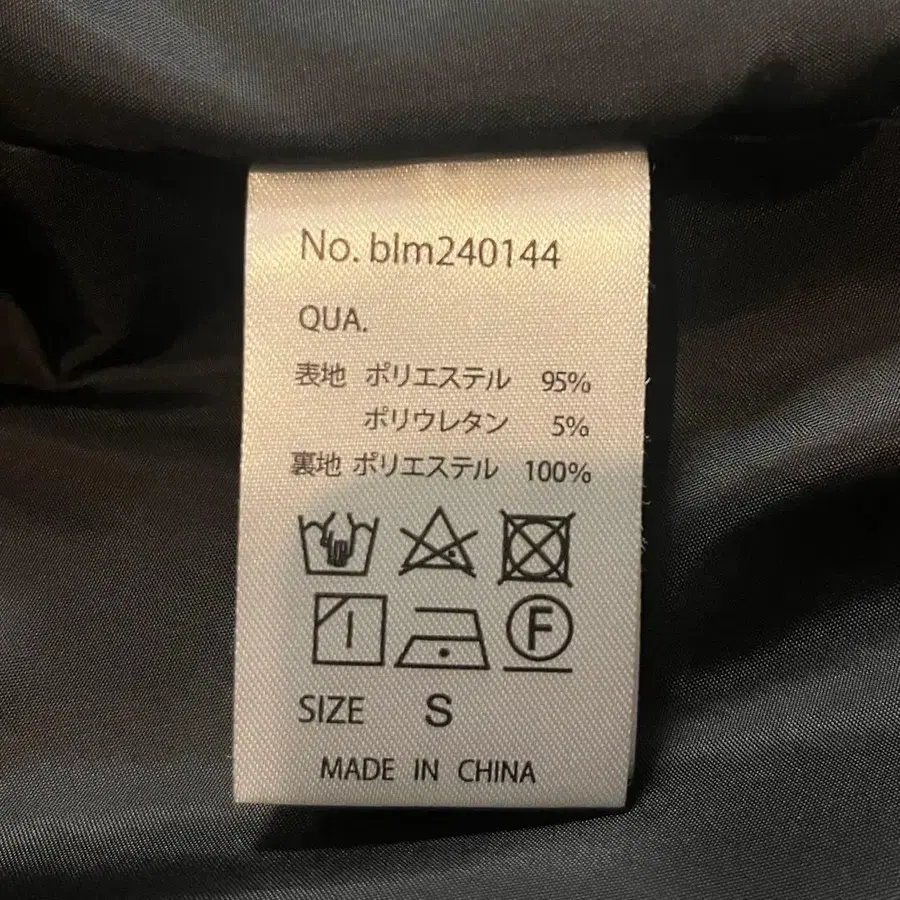 No. blm240144
QUA.
表地 ポリエステル 95%
ポリウレタン 5%
裏地 ポリエステル 100%
F
SIZE S
MADE IN CHINA